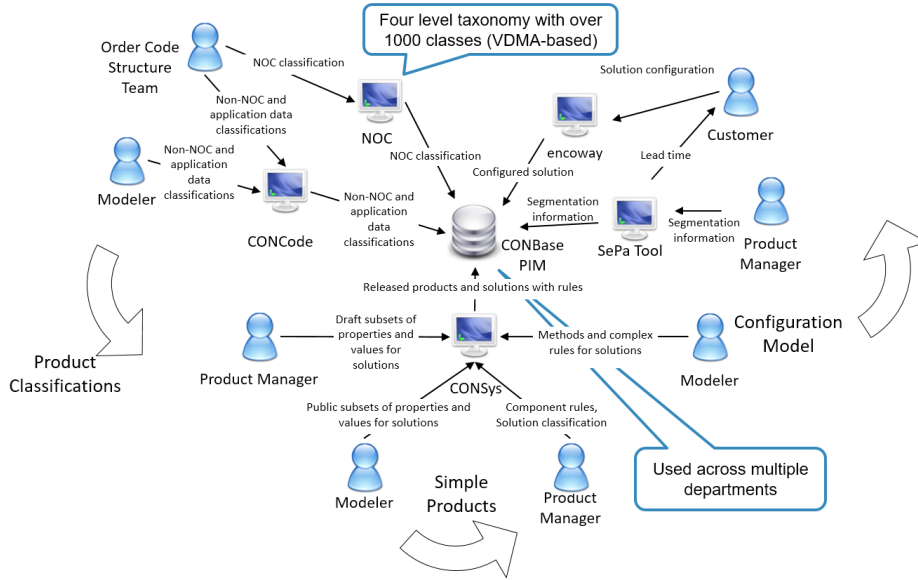 Four level taxonomy with over
1000 classes (VDMA-based)
Order Code
Structure
Team
NOC classification
Non-NOC and
application data
classifications
NOC
Solution configuration
Customer
encoway
Lead time
Non-NOC and
application
data
classifications
Modeler
CONCode
NOC classification
Configured solution
Non-NOC and
application
data
classifications
Segmentation
information
CONBase
PIM
SePa Tool
Segmentation
information
Product
Manager
Released products and solutions with rules
Product
Classifications
Draft subsets of
properties and
values for
solutions
Product Manager
CONSys
Methods and complex
rules for solutions
Modeler
Configuration
Model
Public subsets of properties and
values for solutions
Component rules,
Solution classification
Modeler
Simple
Products
Product
Manager
Used across multiple
departments